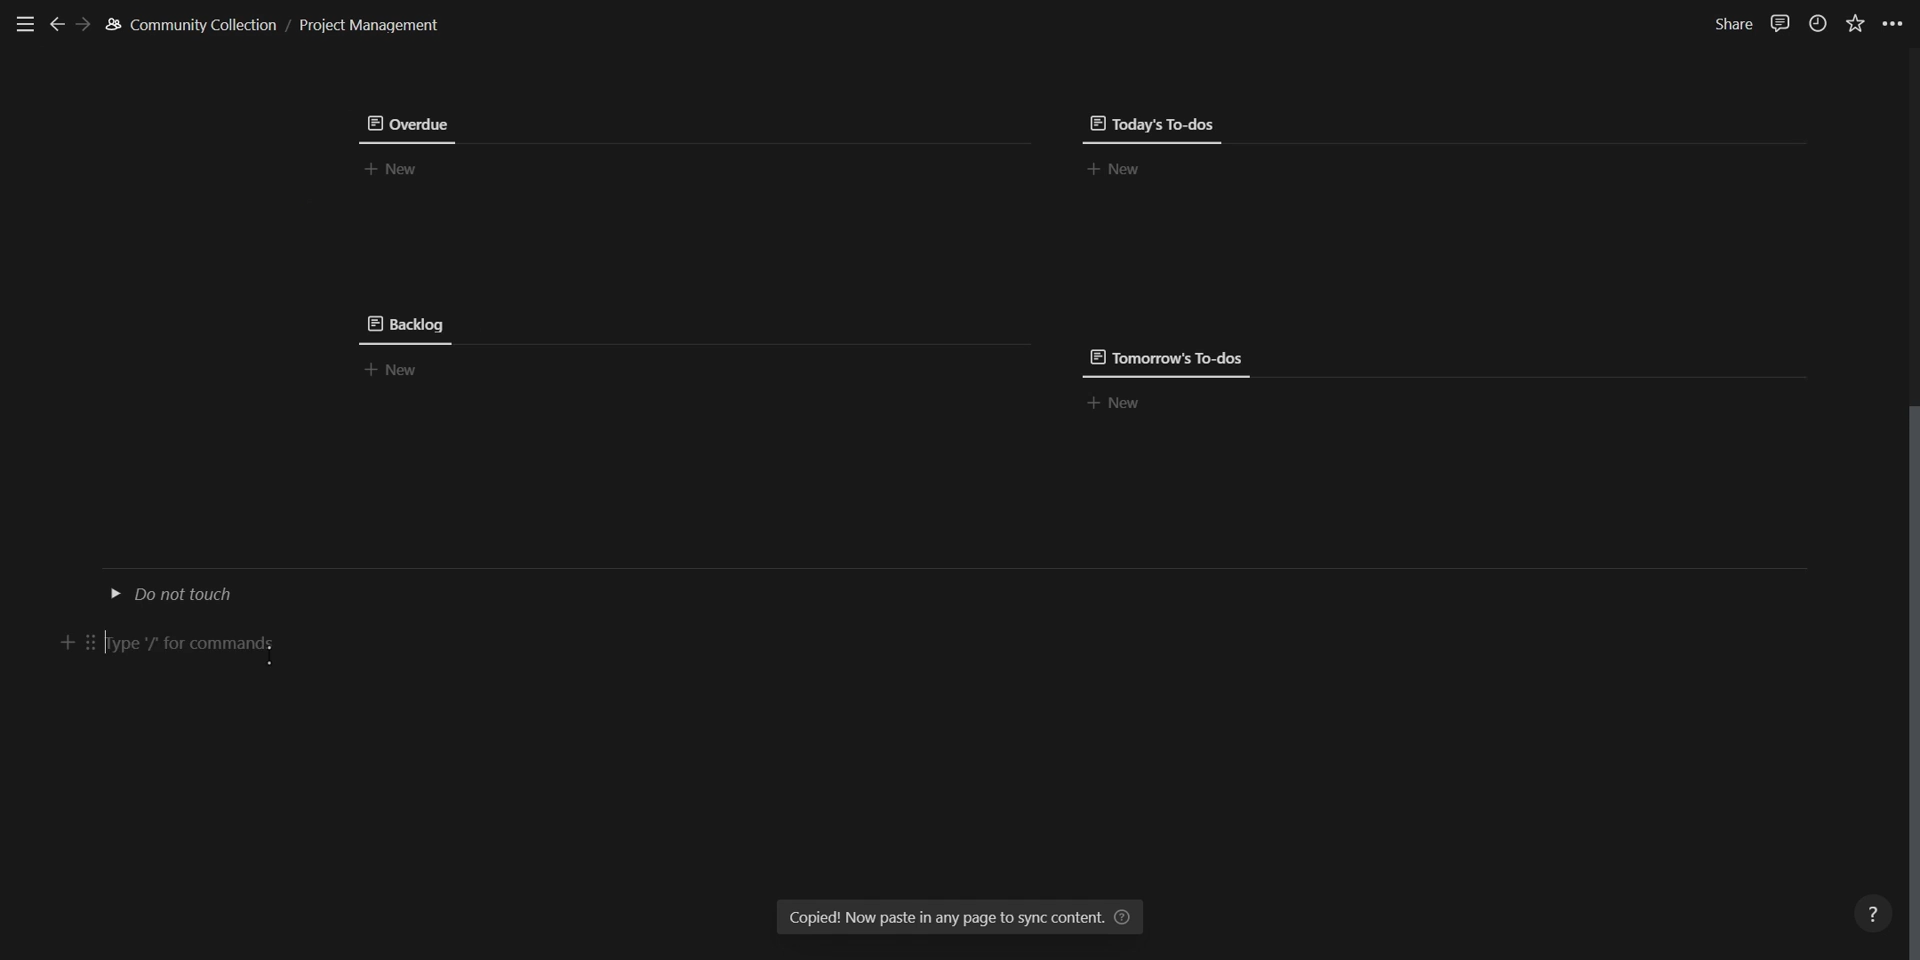 Community Collection / Project Management
Share
Overdue
+ New
Today's To-dos
+ New
Backlog
+ New
Tomorrow's To-dos
+ New
Do not touch
Type '/' for commands
Copied! Now paste in any page to sync content. ?
?